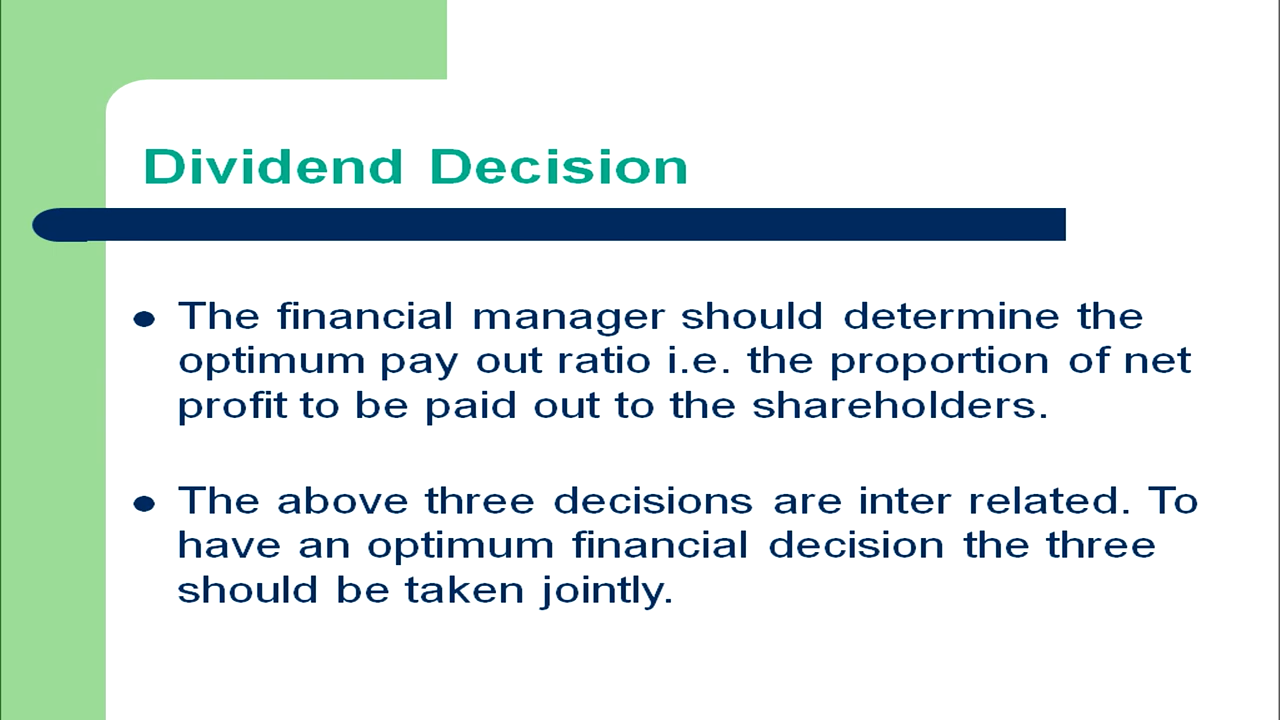 Dividend Decision
The financial manager should determine the
optimum pay out ratio i.e. the proportion of net
profit to be paid out to the shareholders.
The above three decisions are inter related. To
have an optimum financial decision the three
should be taken jointly.